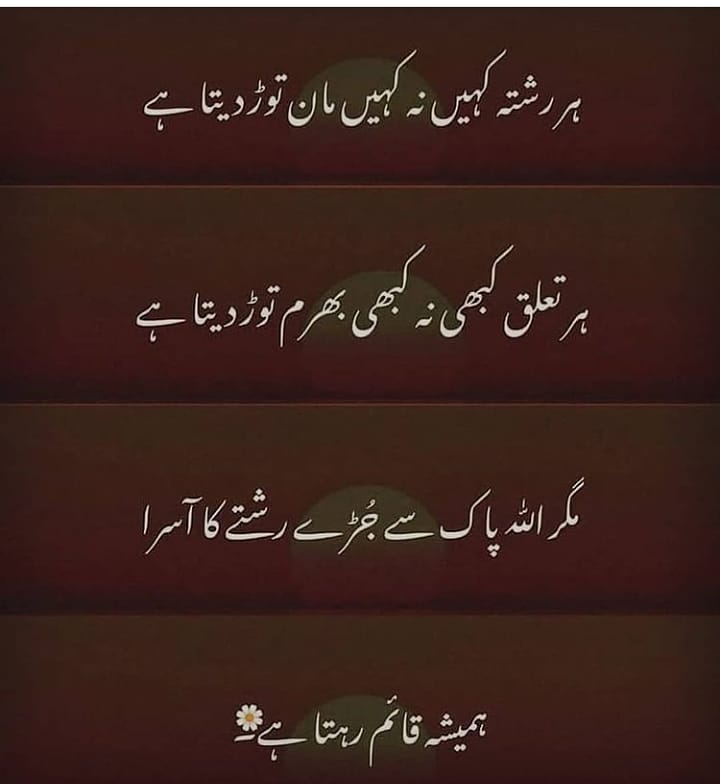 ہر رشتہ کہیں نہ کہیں مان توڑ دیتا ہے
ہر تعلق کبھی نہ کبھی بھرم توڑ دیتا ہے
مگر اللہ پاک سے جُڑے رشتے کا آسرا
ہمیشہ قائم رہتا ہے۔🌼